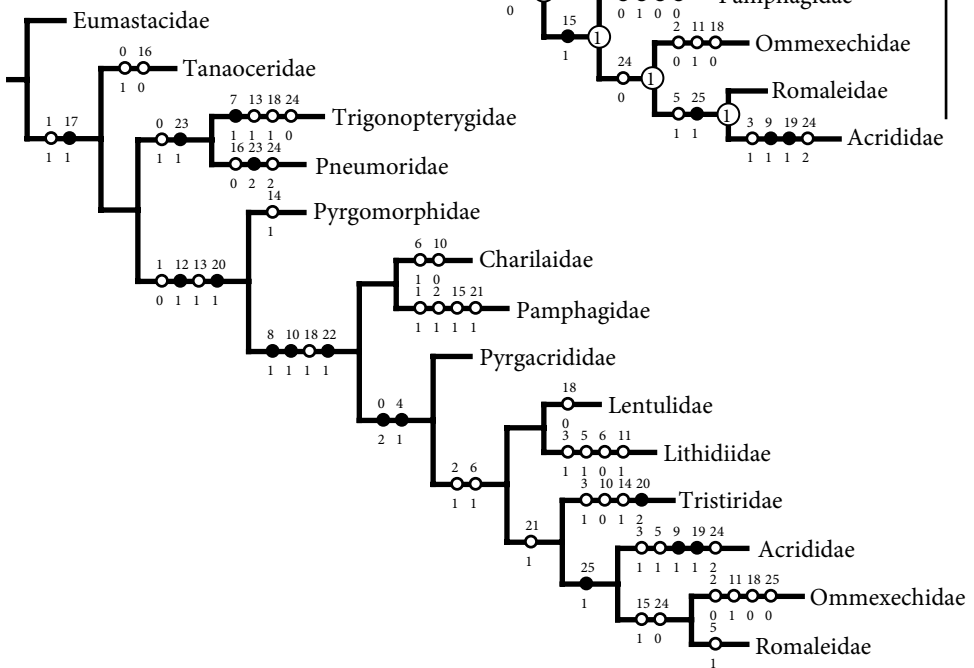 0 1 0 0 Pamphagidae
0
15
1
1
2 11 18
Ommexechidae
0 1 0
24
0
1
Romaleidae
5 25
1 1
1
3 9 19 24
Acrididae
1 1 1 2
Eumastacidae
0 16
Tanaoceridae
1 0
1 17
1 1
7 13 18 24
Trigonopterygidae
1 1 1 0
0 23
1 1
16 23 24
Pneumoridae
0 2 2
14
Pyrgomorphidae
1
1 12 13 20
0 1 1 1
6 10
Charilaidae
1 0
1 2 15 21
Pamphagidae
1 1 1 1
8 10 18 22
1 1 1 1
Pyrgacrididae
0 4
2 1
18
Lentulidae
0
3 5 6 11
Lithidiidae
1 1 0 1
2 6
1 1
3 10 14 20
Tristiridae
1 0 1 2
21
1
3 5 9 19 24
Acrididae
1 1 1 1 2
25
1
2 11 18 25
Ommexechidae
0 1 0 0
15 24
1 0
5
Romaleidae
1